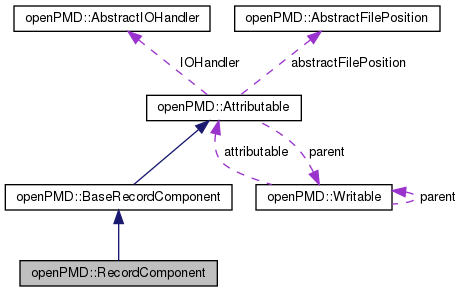 openPMD::AbstractIOHandler
openPMD::AbstractFilePosition
IOHandler
abstractFilePosition
openPMD::Attributable
attributable
parent
openPMD::BaseRecordComponent
openPMD::Writable
parent
openPMD::RecordComponent